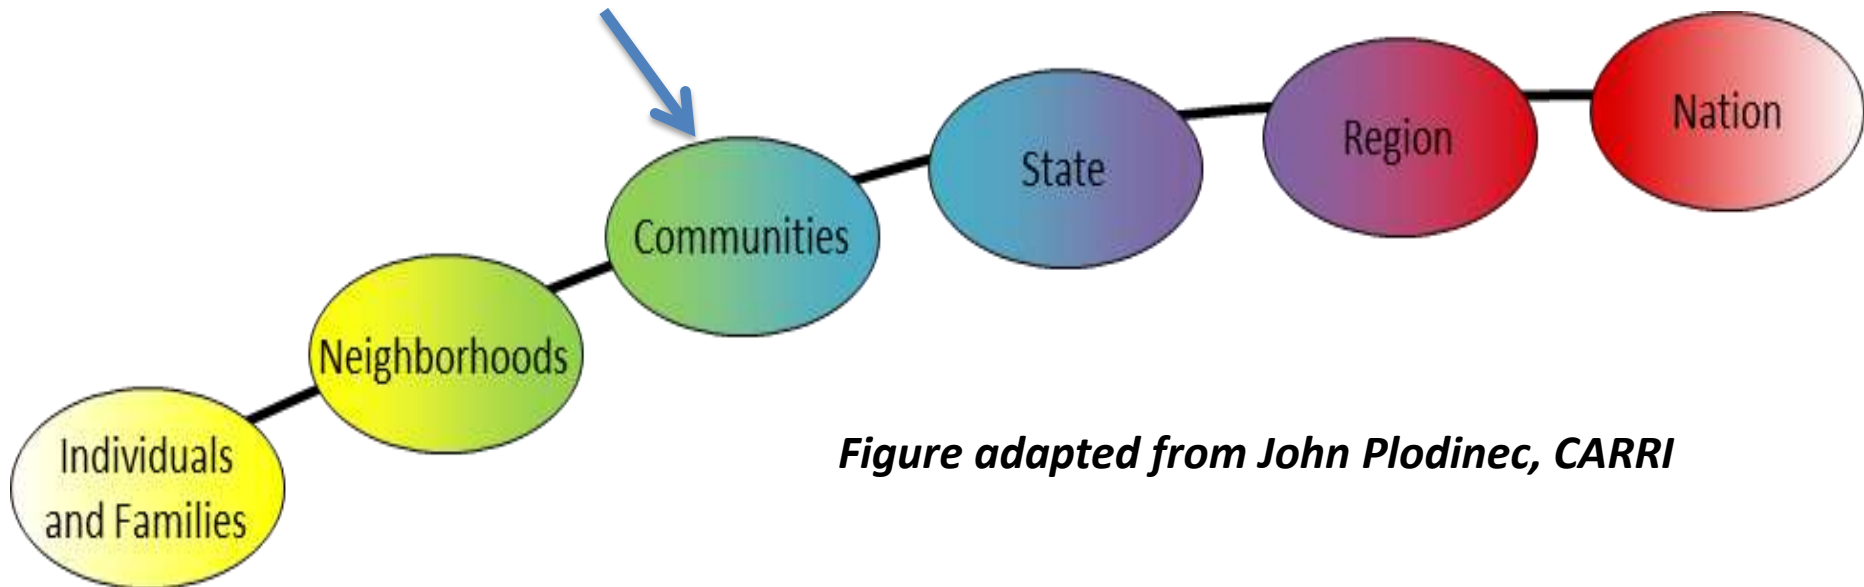 Individuals
and Families
Neighborhoods
Communities
State
Region
Nation
Figure adapted from John Plodinec, CARRI